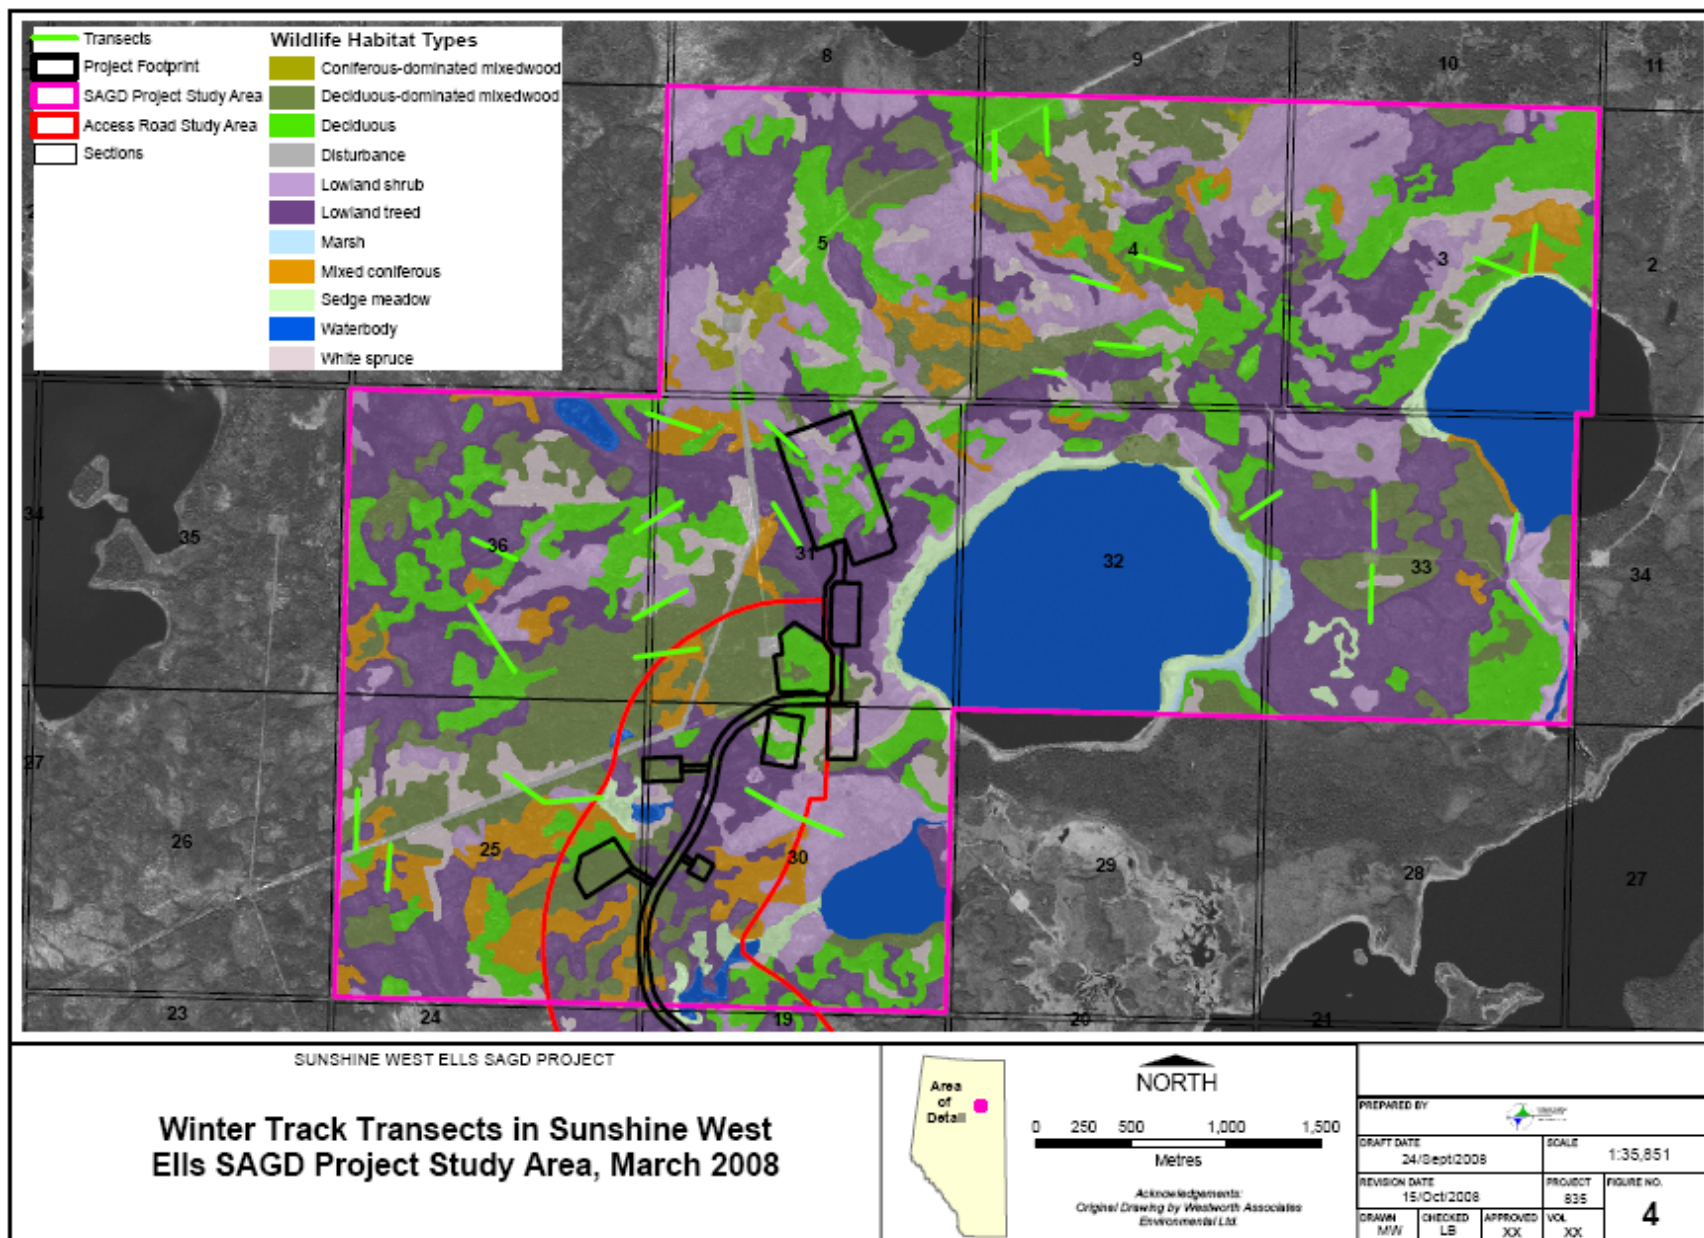 Transects
Project Footprint
SAGD Project Study Area
Access Road Study Area
Sections
Wildlife Habitat Types
Coniferous-dominated mixedwood
Deciduous-dominated mixedwood
Deciduous
Disturbance
Lowland shrub
Lowland treed
Marsh
Mixed coniferous
Sedge meadow
Waterbody
White spruce
8
9
10
11
5
4
3
2
34
35
36
31
32
33
34
27
26
25
30
29
28
27
23
24
19
20
21
SUNSHINE WEST ELLS SAGD PROJECT
Winter Track Transects in Sunshine West
Ells SAGD Project Study Area, March 2008
Area
of
Detail
NORTH
0 250 500 1,000 1,500
Metres
Acknowledgements:
Original Drawing by Westworth Associates
Environmental Ltd.
PREPARED BY
DRAFT DATE
24/Sept/2008
SCALE
1:35,851
REVISION DATE
15/Oct/2008
PROJECT
835
FIGURE NO.
4
DRAWN
MW
CHECKED
LB
APPROVED
XX
VOL
XX